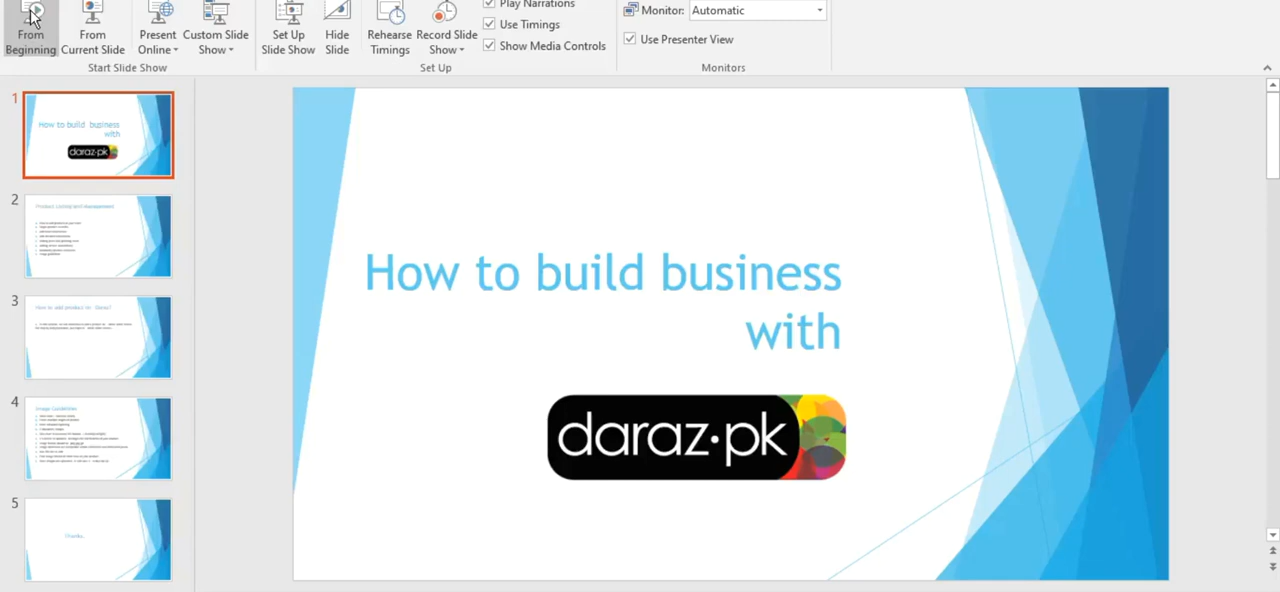 From Beginning
From Current Slide
Present Online
Custom Slide Show
Set Up Slide Show
Hide Slide
Rehearse Timings
Record Slide Show
Play Narrations
Use Timings
Show Media Controls
Monitor: Automatic
Use Presenter View
Start Slide Show
Set Up
Monitors
1
How to build business
with
daraz.pk
2
Product Listing and management
3
How to add product to Daraz?
4
Image Guidelines
5
Thanks.
How to build business
with
daraz·pk